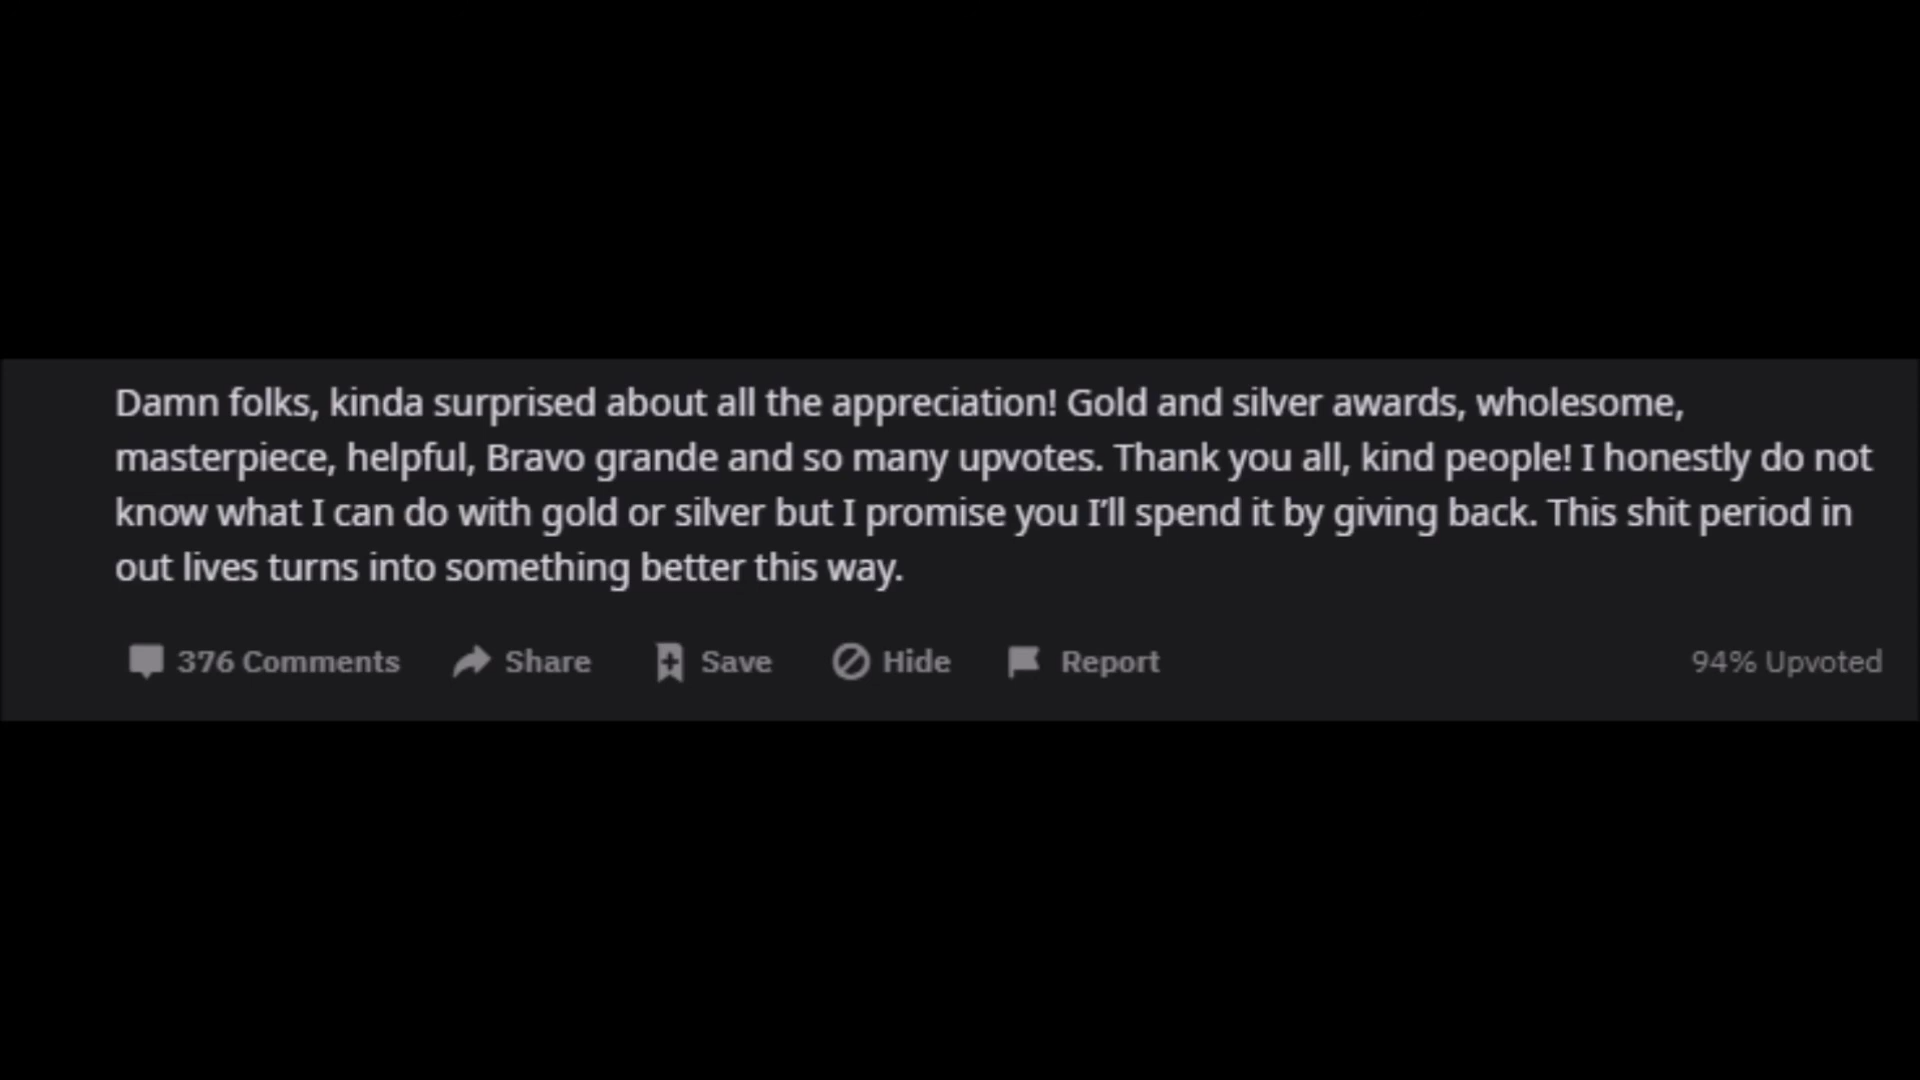 Damn folks, kinda surprised about all the appreciation! Gold and silver awards, wholesome,
masterpiece, helpful, Bravo grande and so many upvotes. Thank you all, kind people! I honestly do not
know what I can do with gold or silver but I promise you I'll spend it by giving back. This shit period in
out lives turns into something better this way.
376 Comments Share Save Hide Report 94% Upvoted